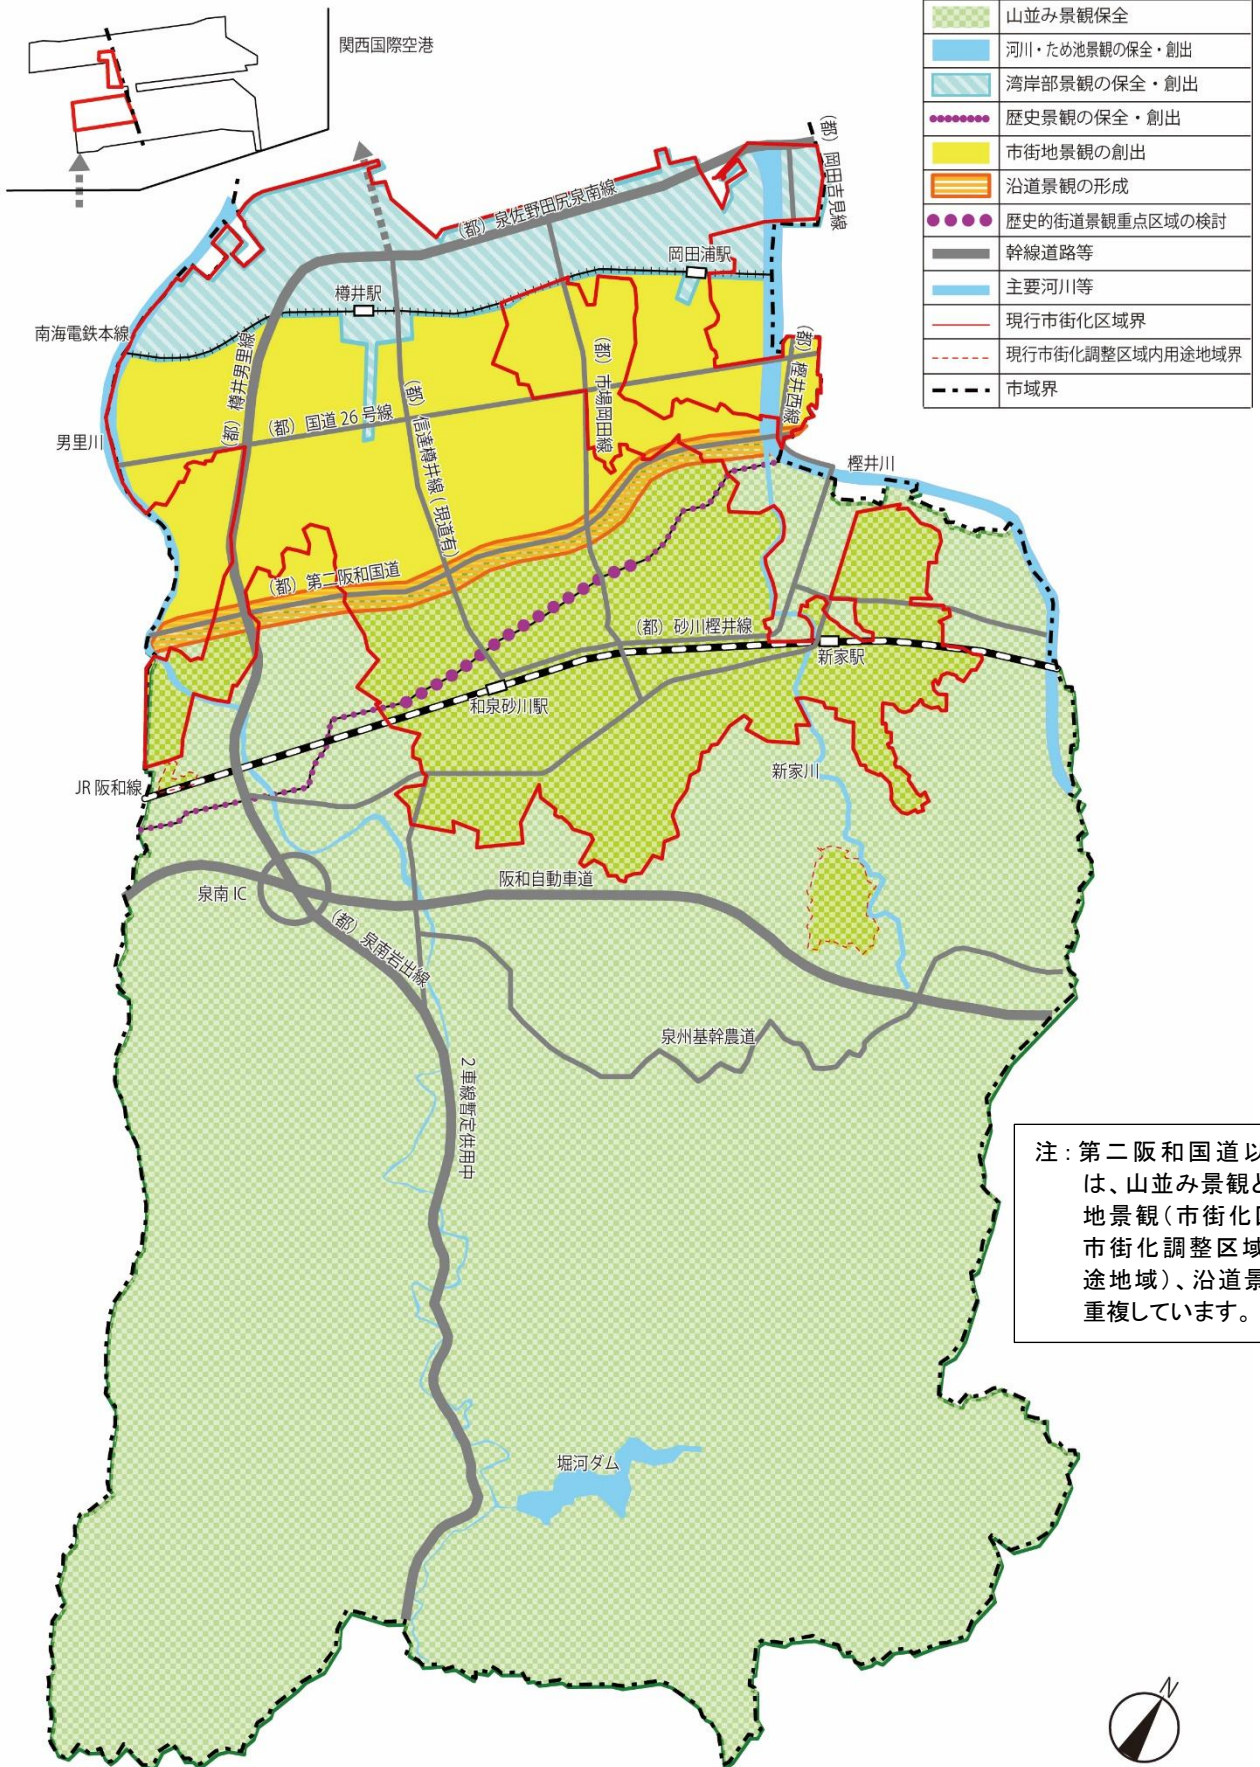 関西国際空港
山並み景観保全
河川・ため池景観の保全・創出
湾岸部景観の保全・創出
歴史景観の保全・創出
市街地景観の創出
沿道景観の形成
歴史的街道景観重点区域の検討
幹線道路等
主要河川等
現行市街化区域界
現行市街化調整区域内用途地域界
市域界
(都) 岡田吉見線
(都) 泉佐野田尻泉南線
岡田浦駅
樽井駅
南海電鉄本線
(都) 樽井男里線
(都) 市場岡田線
(都) 樫井西線
(都) 国道 26 号線
(都) 信達樽井線 (現道有)
男里川
樫井川
(都) 第二阪和国道
(都) 砂川樫井線
新家駅
和泉砂川駅
新家川
JR 阪和線
阪和自動車道
泉南 IC
(都) 泉南岩出線
泉州基幹農道
2車線暫定供用中
注：第二阪和国道以
は、山並み景観と
地景観（市街化区
市街化調整区域
途地域）、沿道景
重複しています。
堀河ダム
N